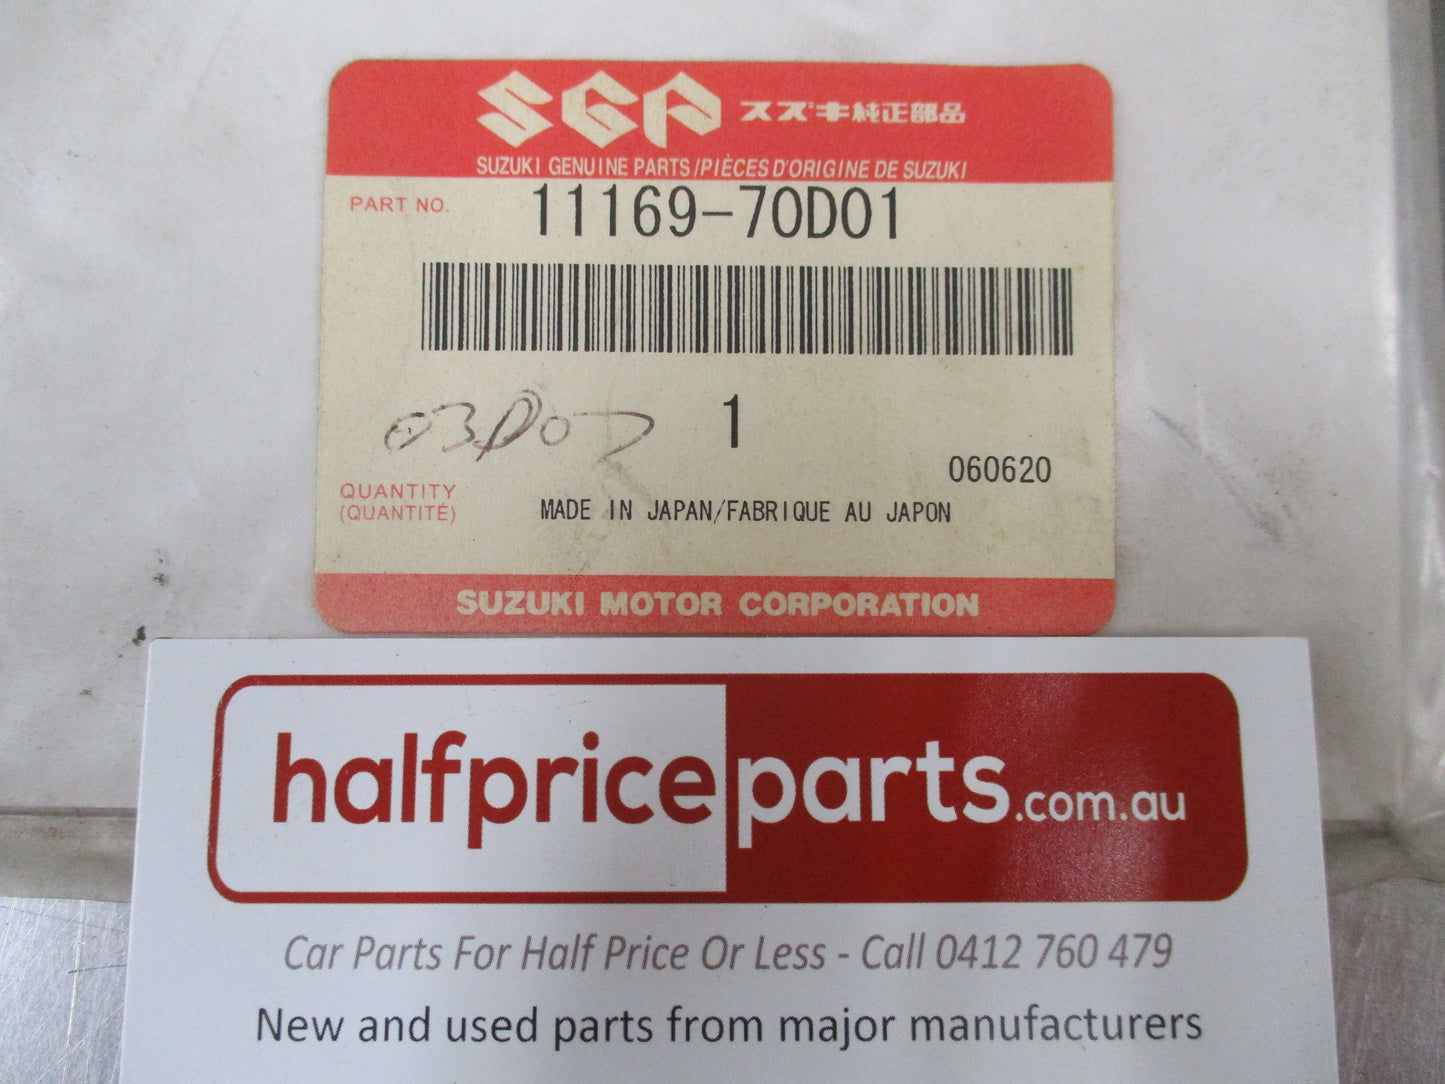 SGP スズキ純正部品
SUZUKI GENUINE PARTS/PIÈCES D'ORIGINE DE SUZUKI
PART NO. 11169-70D01
1
060620
QUANTITY
(QUANTITÉ)
MADE IN JAPAN/FABRIQUE AU JAPON
SUZUKI MOTOR CORPORATION
halfpriceparts.com.au
Car Parts For Half Price Or Less - Call 0412 760 479
New and used parts from major manufacturers